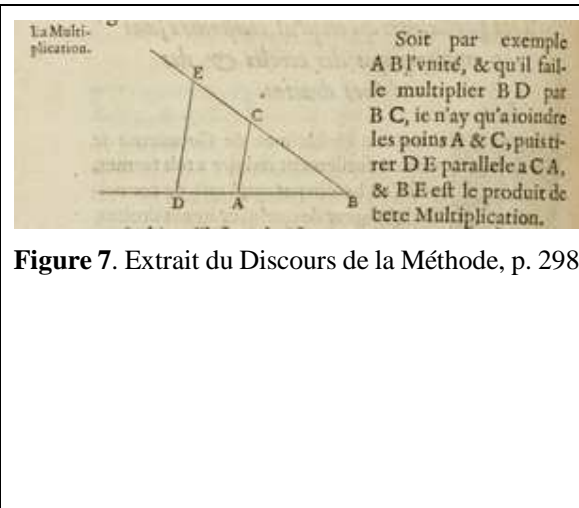 La Multi-
plication.
E
C
D
A
B
Soit par exemple
A B l'vnité, & qu'il fail-
le multiplier B D par
B C, ie n'ay qu'a ioindre
les poins A & C, puis ti-
rer D E parallele a C A,
& B E est le produit de
cete Multiplication.
Figure 7. Extrait du Discours de la Méthode, p. 298